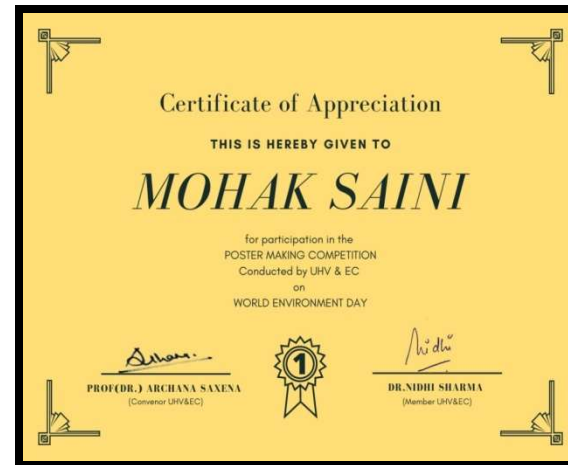 Certificate of Appreciation
THIS IS HEREBY GIVEN TO
MOHAK SAINI
for participation in the
POSTER MAKING COMPETITION
Conducted by UHV & EC
on
WORLD ENVIRONMENT DAY
Nidhi
1
PROF(DR.) ARCHANA SAXENA
(Convenor UHV&EC)
DR.NIDHI SHARMA
(Member UHV&EC)